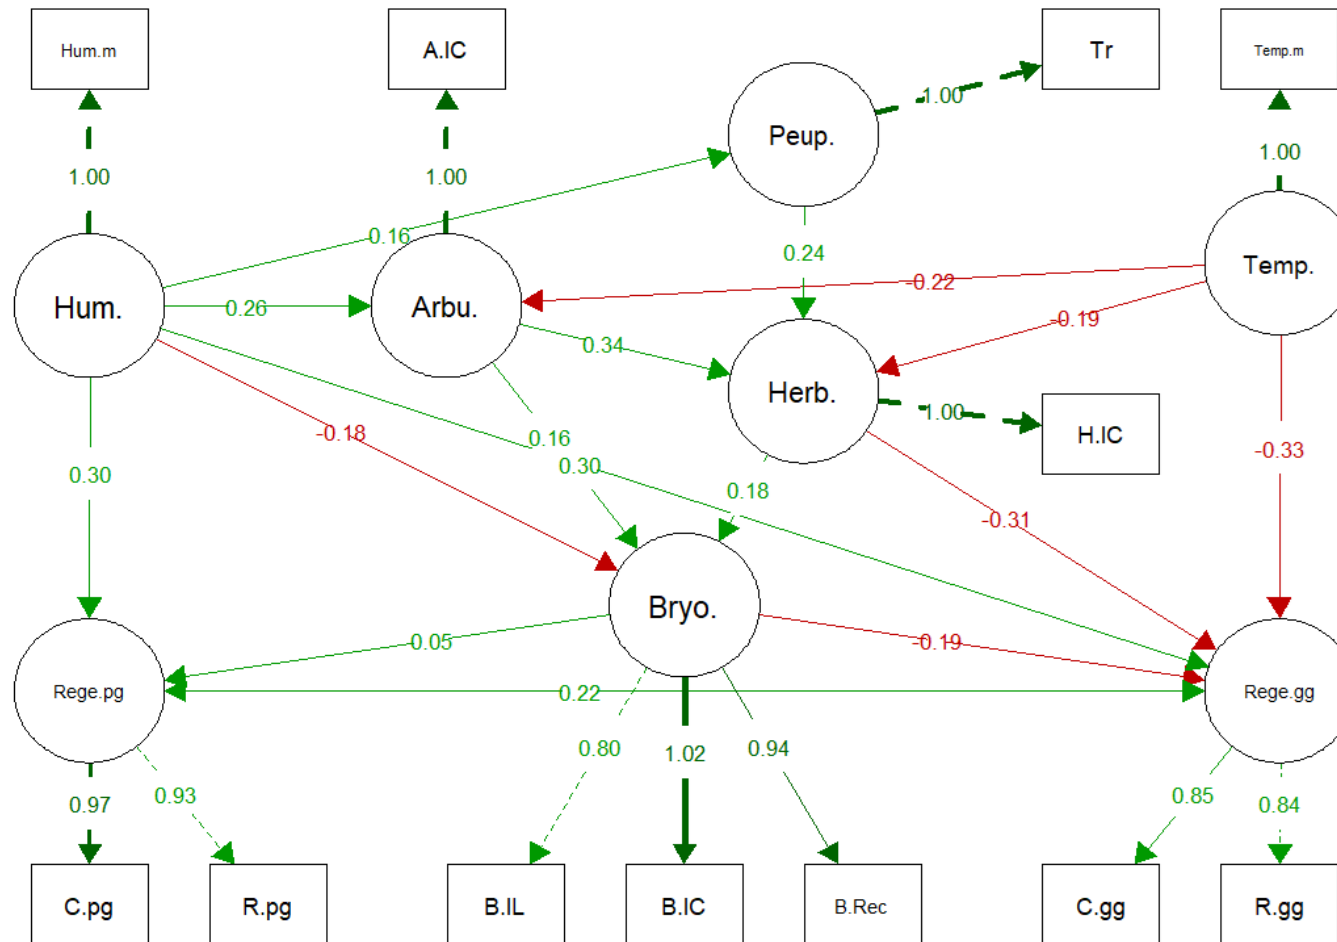 Hum.m
A.IC
Tr
Temp.m
1.00
Peup.
1.00
1.00
1.00
0.16
0.24
Temp.
-0.22
Hum.
0.26
Arbu.
-0.19
0.34
Herb.
1.00
H.IC
-0.18
0.16
0.30
0.30
-0.33
0.18
-0.31
Bryo.
0.05
-0.19
Rege.pg
0.22
Rege.gg
0.80
1.02
0.94
0.97
0.93
0.85
0.84
C.pg
R.pg
B.IL
B.IC
B.Rec
C.gg
R.gg